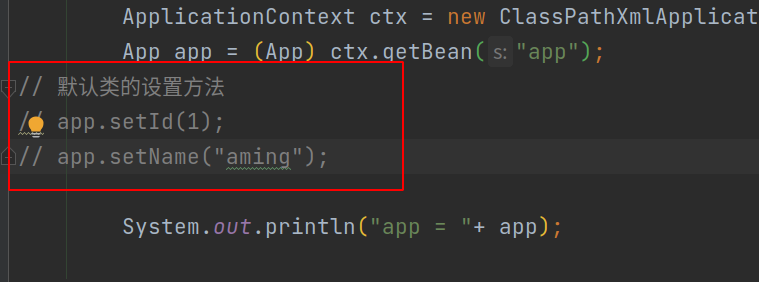 ApplicationContext ctx = new ClassPathXmlApplicat
App app = (App) ctx.getBean( s: "app");
// 默认类的设置方法
// app.setId(1);
// app.setName("aming");
System.out.println("app = "+ app);